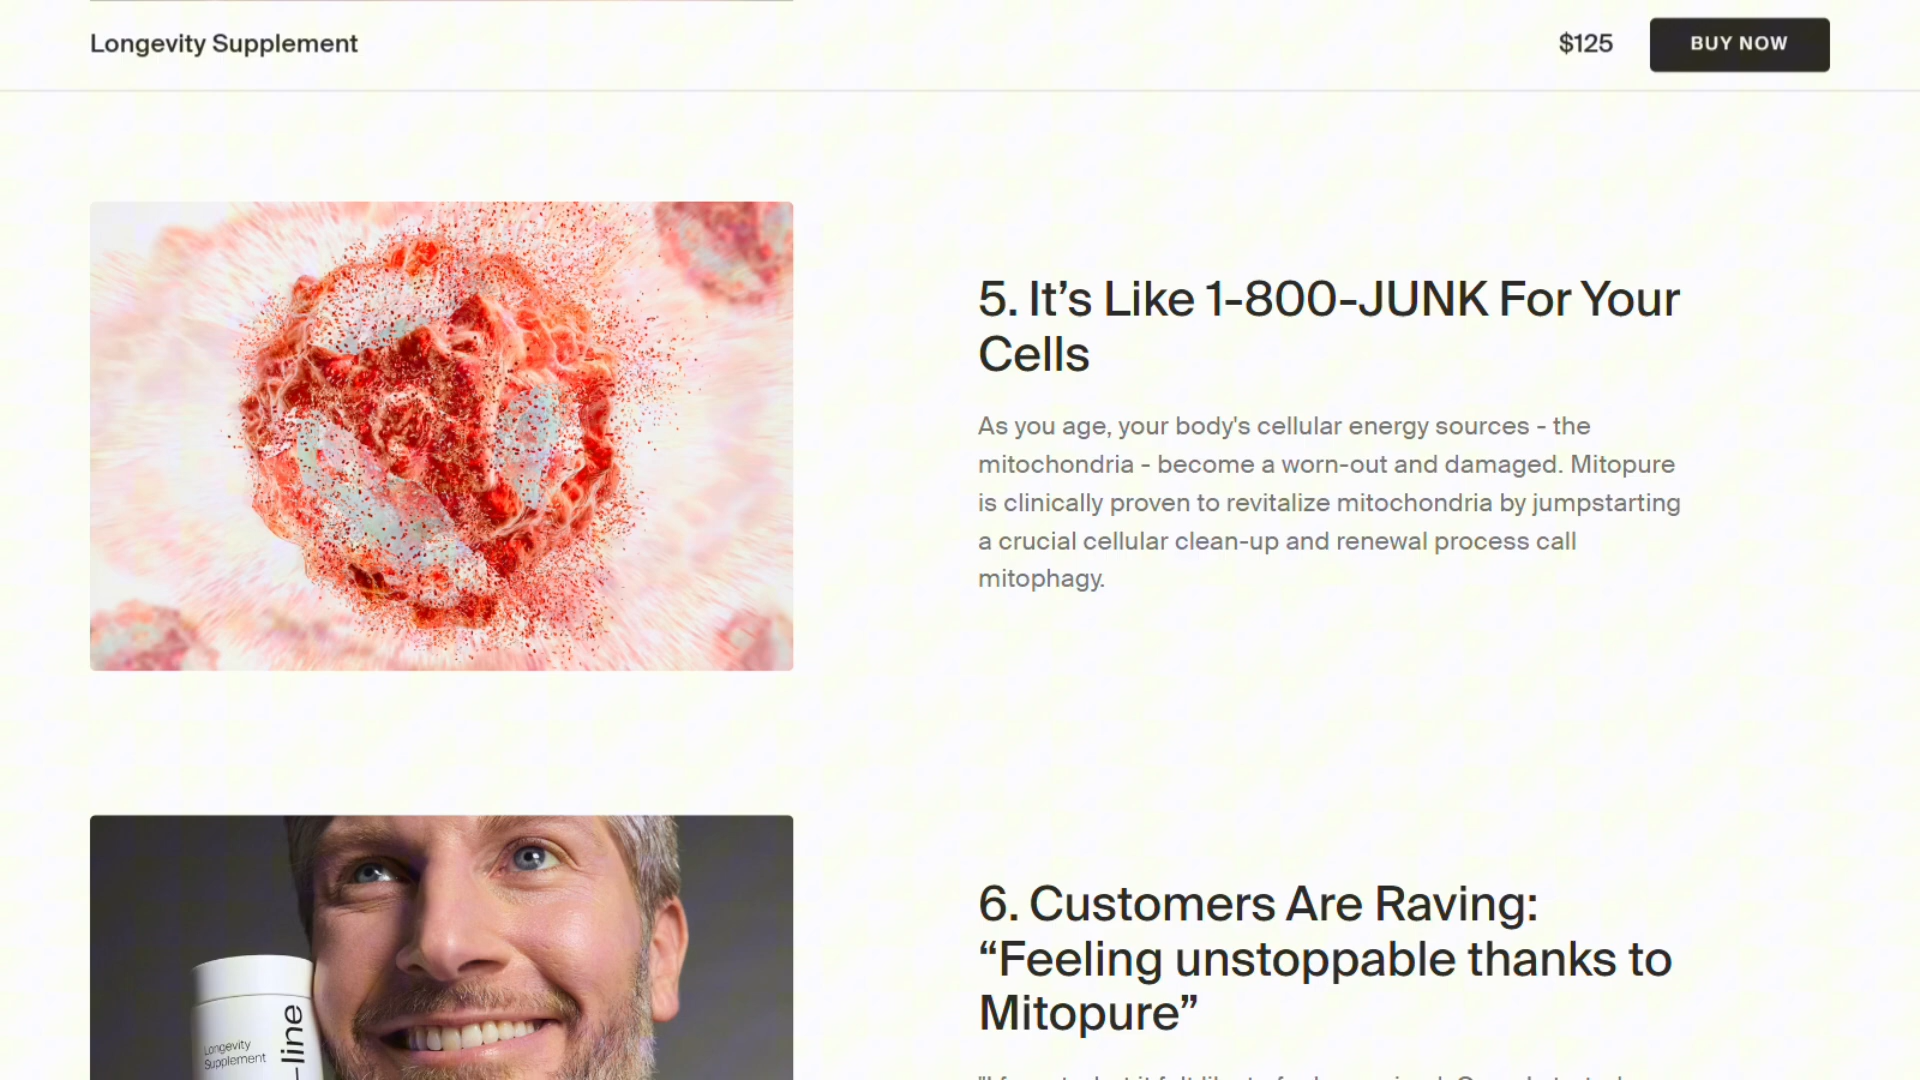 Longevity Supplement
$125
BUY NOW
5. It’s Like 1-800-JUNK For Your
Cells
As you age, your body's cellular energy sources - the
mitochondria - become a worn-out and damaged. Mitopure
is clinically proven to revitalize mitochondria by jumpstarting
a crucial cellular clean-up and renewal process call
mitophagy.
6. Customers Are Raving:
“Feeling unstoppable thanks to
Mitopure”
Longevity
Supplement
–line